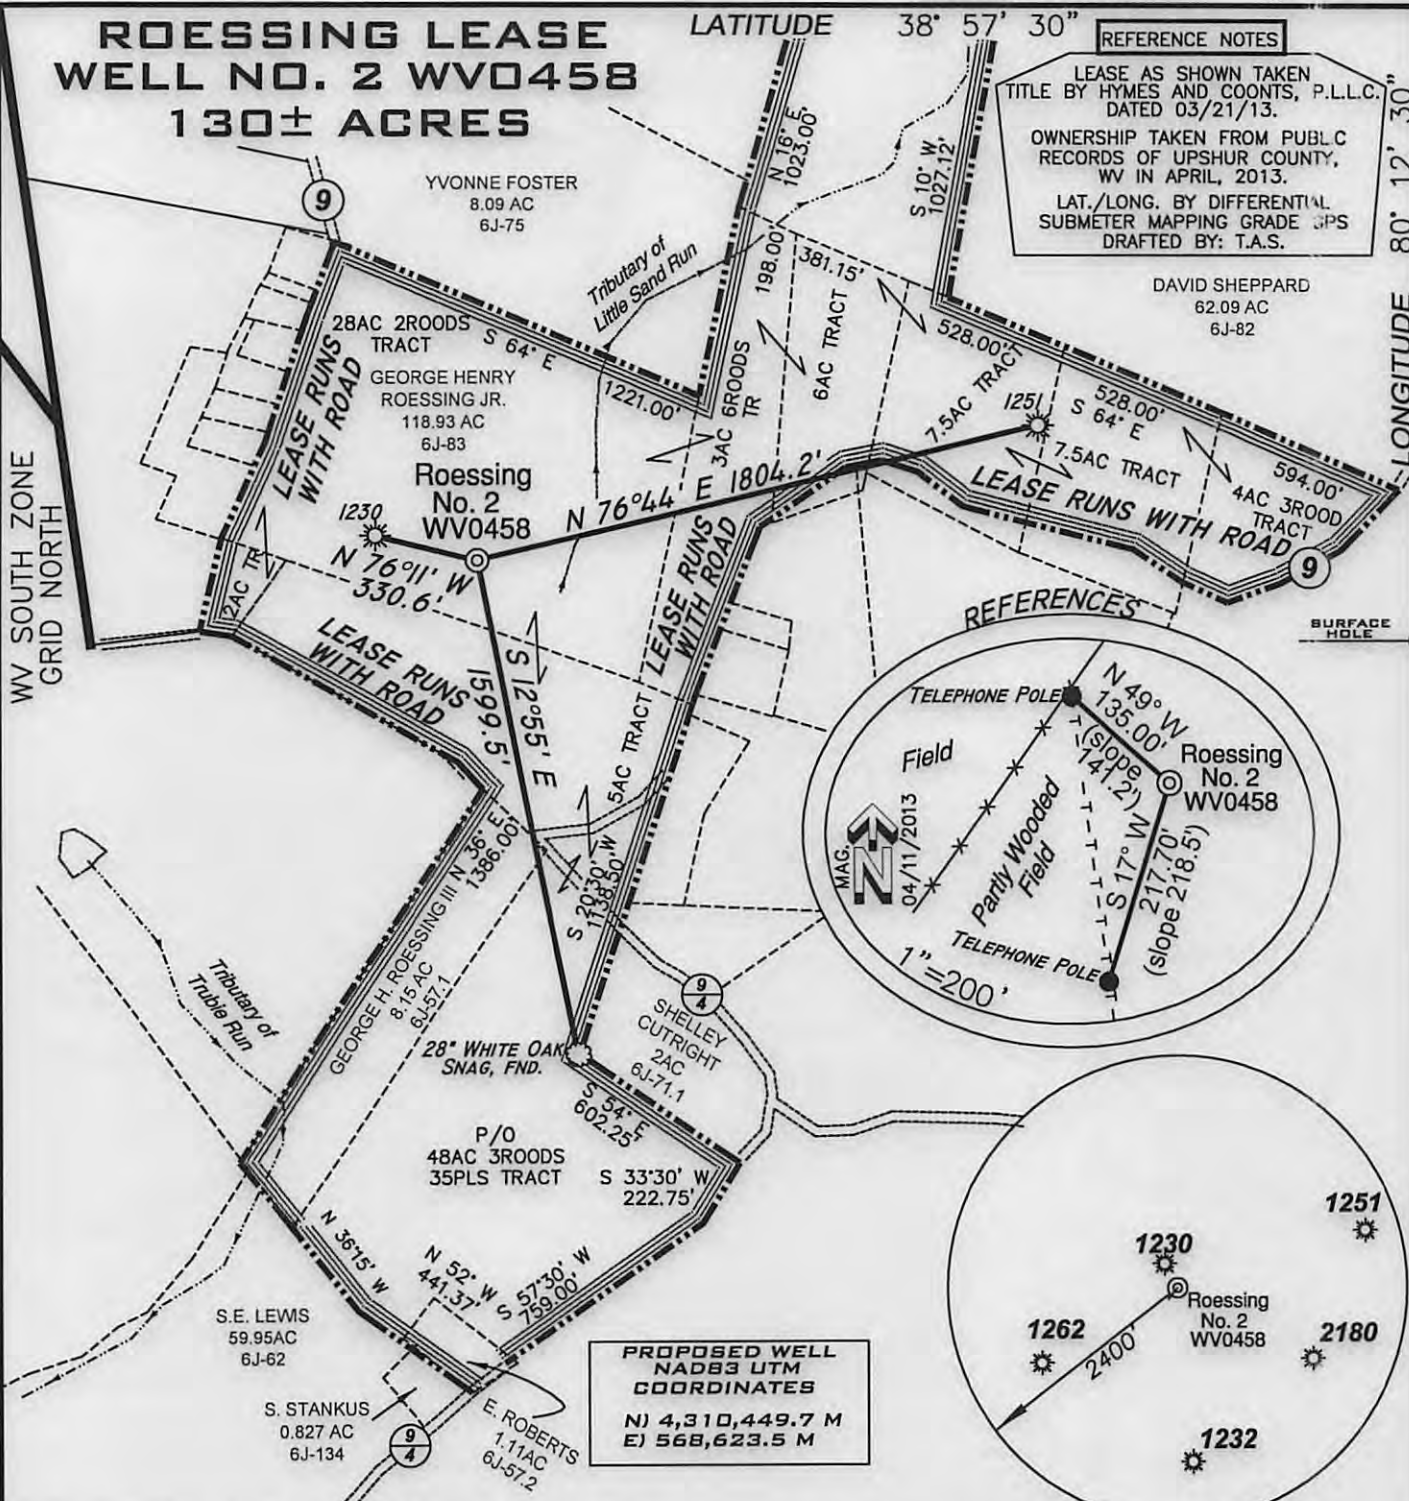 ROESSING LEASE
WELL NO. 2 WV0458
130± ACRES
LATITUDE 38° 57' 30"
REFERENCE NOTES
LEASE AS SHOWN TAKEN
TITLE BY HYMES AND COONTS, P.L.L.C.
DATED 03/21/13.
OWNERSHIP TAKEN FROM PUBLIC
RECORDS OF UPSHUR COUNTY,
WV IN APRIL, 2013.
LAT./LONG. BY DIFFERENTIAL
SUBMETER MAPPING GRADE GPS
DRAFTED BY: T.A.S.
LONGITUDE 80° 12' 30"
YVONNE FOSTER
8.09 AC
6J-75
9
N 16° E
1023.00'
S 10° W
1027.12'
DAVID SHEPPARD
62.09 AC
6J-82
Tributary of
Little Sand Run
198.00'
381.15'
528.00'
528.00'
S 64° E
594.00'
28AC 2ROODS
TRACT
S 64° E
1221.00'
GEORGE HENRY
ROESSING JR.
118.93 AC
6J-83
LEASE RUNS
WITH ROAD
3AC 6ROODS
TR
6AC TRACT
7.5AC TRACT
7.5AC TRACT
4AC 3ROOD
TRACT
1251
LEASE RUNS WITH ROAD
9
Roessing
No. 2
WV0458
1230
N 76°44' E 1804.2'
N 76°11' W
330.6'
WV SOUTH ZONE
GRID NORTH
2AC TR
LEASE RUNS
WITH ROAD
LEASE RUNS
WITH ROAD
S 12°55' E
1599.5'
5AC TRACT
SURFACE
HOLE
REFERENCES
TELEPHONE POLE
N 49° W
135.00'
(slope
141.2')
Roessing
No. 2
WV0458
Field
Partly Wooded
Field
MAG.
N
04/11/2013
S 17° W
217.70'
(slope 218.5')
TELEPHONE POLE
1"=200'
N 36° E
1386.00'
S 20°30' W
1138.50'
GEORGE H. ROESSING III
8.15 AC
6J-57.1
Tributary of
Truble Run
9
4
SHELLEY
CUTRIGHT
2AC
6J-71.1
28" WHITE OAK
SNAG, FND.
S 54° E
602.25'
P/O
48AC 3ROODS
35PLS TRACT
S 33°30' W
222.75'
N 36°15' W
N 52° W
441.37'
S 57°30' W
759.00'
S.E. LEWIS
59.95AC
6J-62
S. STANKUS
0.827 AC
6J-134
9
4
E. ROBERTS
1.11AC
6J-57.2
PROPOSED WELL
NAD83 UTM
COORDINATES
N) 4,310,449.7 M
E) 568,623.5 M
1251
1230
Roessing
No. 2
WV0458
1262
2180
2400'
1232